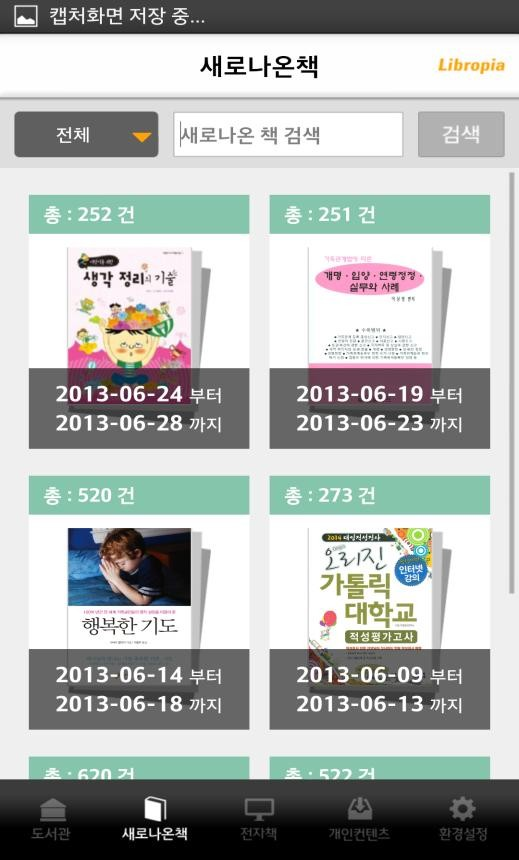 캡처화면 저장 중...
새로나온책
Libropia
전체
새로나온 책 검색
검색
총 : 252 건
생각 정리의 기술
2013-06-24 부터
2013-06-28 까지
총 : 251 건
개명·입양·연령정정·
실무와 사례
2013-06-19 부터
2013-06-23 까지
총 : 520 건
행복한 기도
2013-06-14 부터
2013-06-18 까지
총 : 273 건
2014 대입적성검사
오리진
인터넷
강의
가톨릭
대학교
적성평가고사
2013-06-09 부터
2013-06-13 까지
총 : 620 건
총 : 522 건
도서관
새로나온책
전자책
개인컨텐츠
환경설정